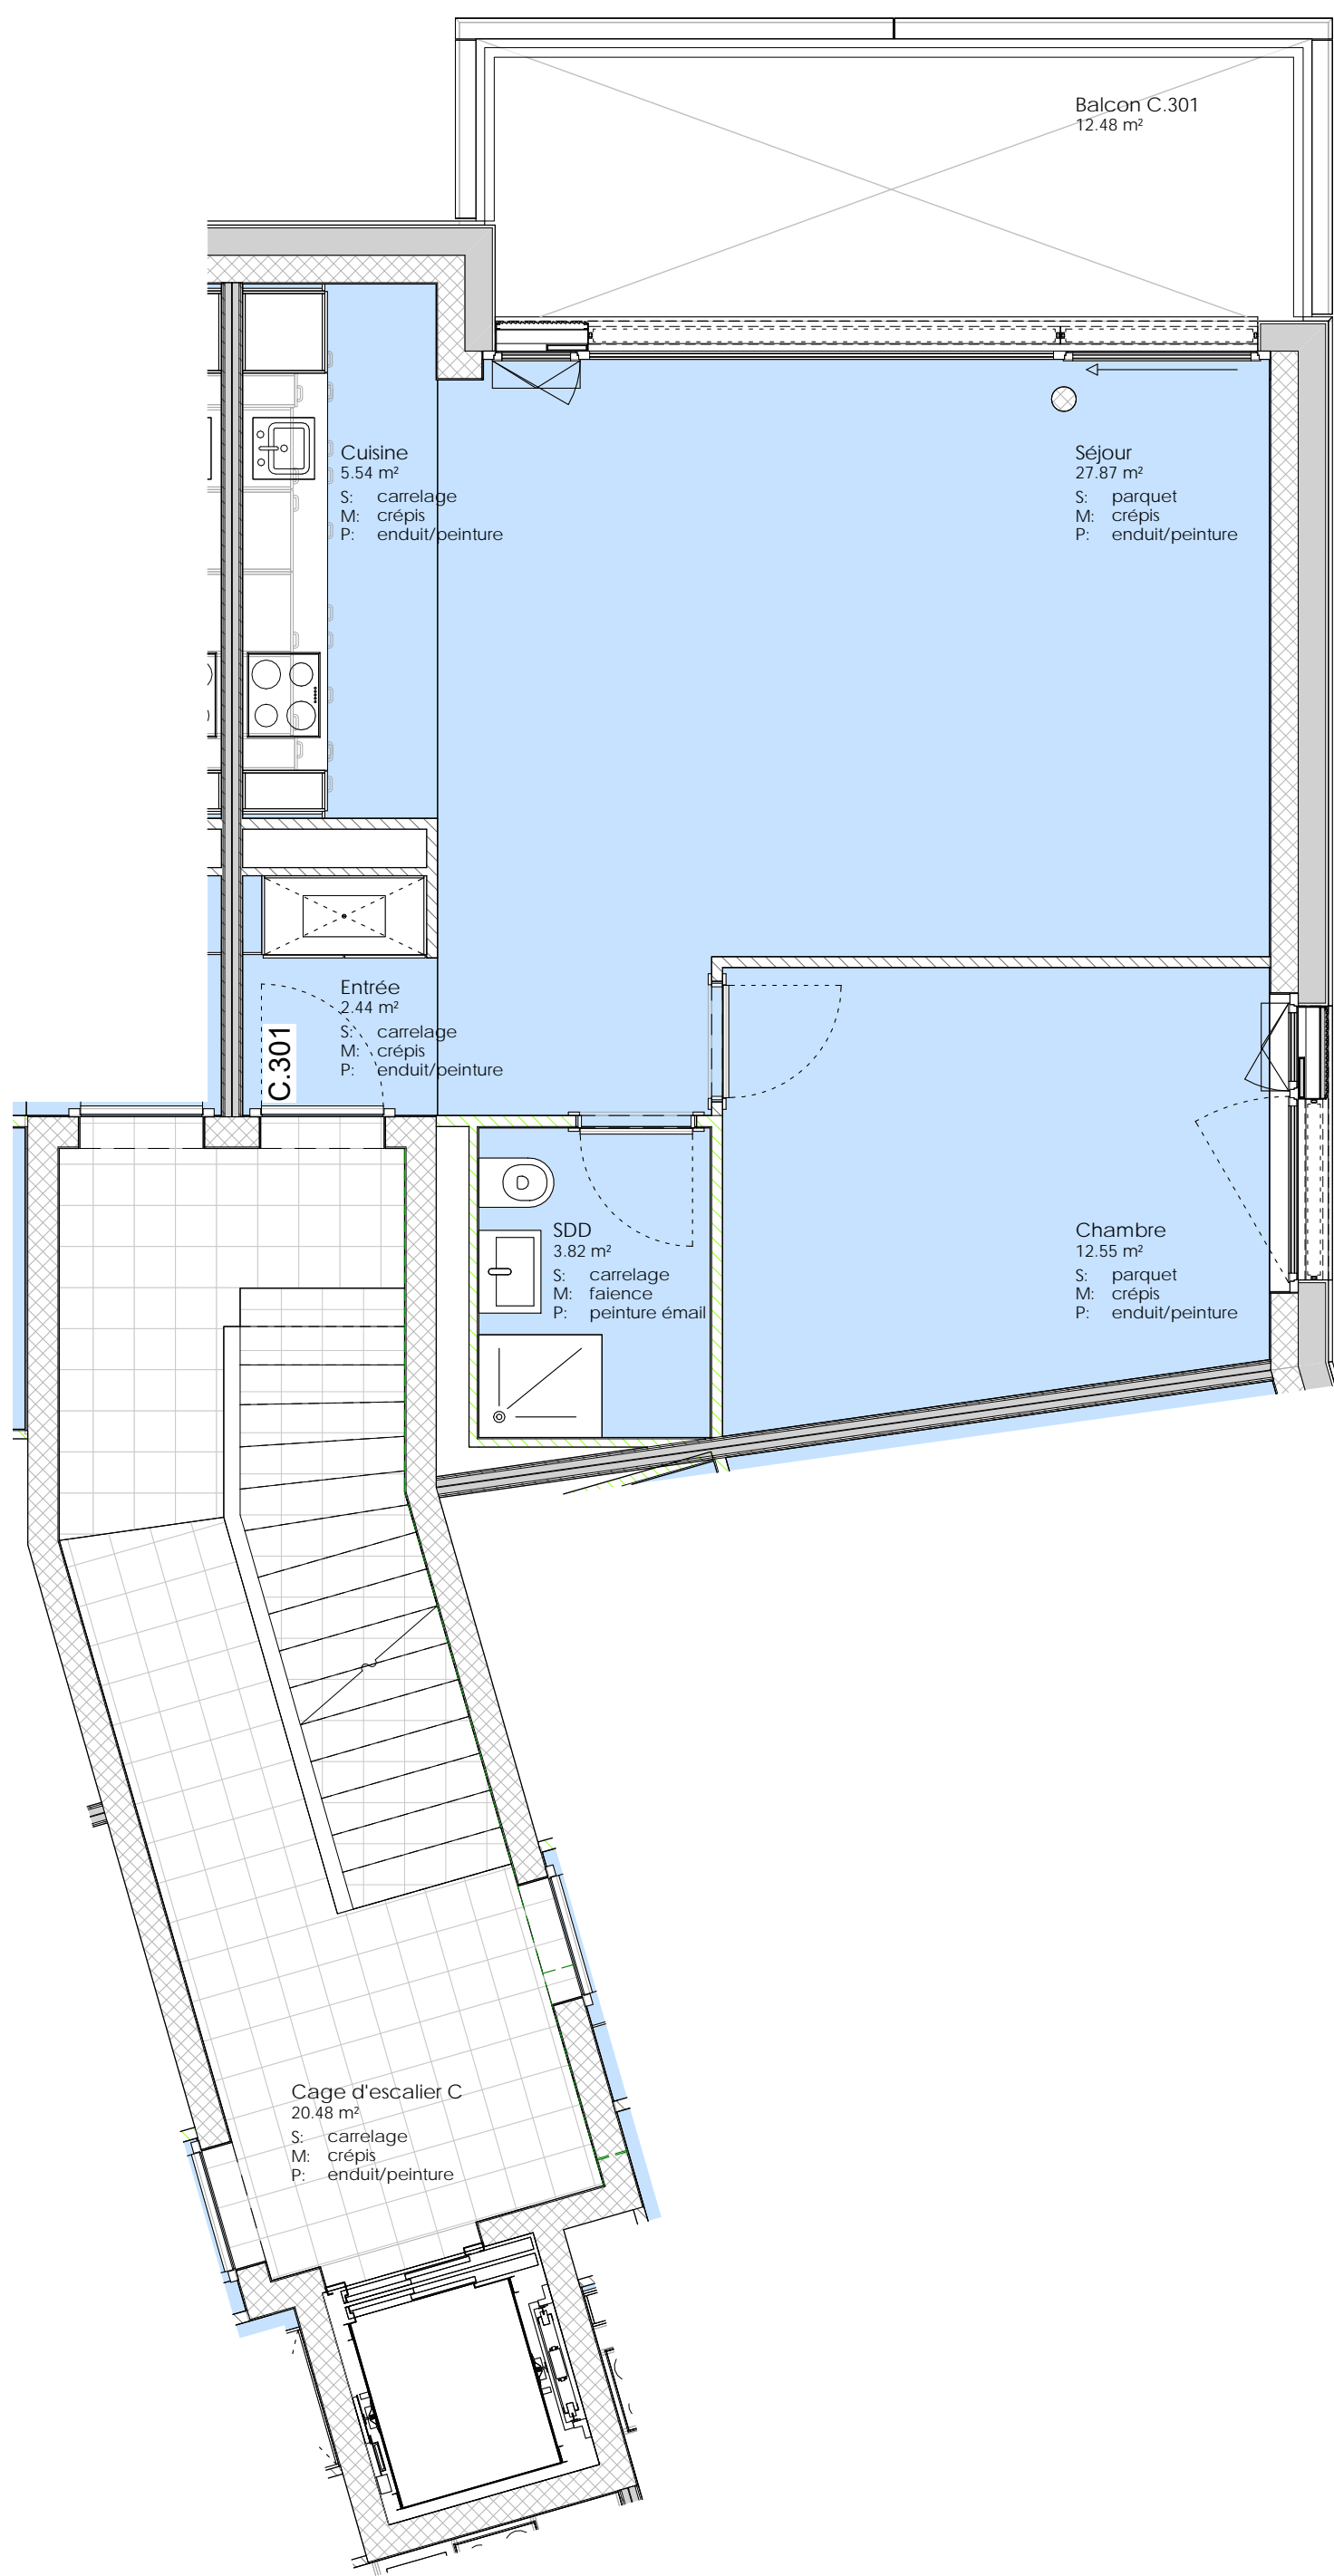 Balcon C.301
12.48 m²
Cuisine
5.54 m²
S: carrelage
M: crépis
P: enduit/peinture
Séjour
27.87 m²
S: parquet
M: crépis
P: enduit/peinture
Entrée
2.44 m²
S: carrelage
M: crépis
P: enduit/peinture
C.301
SDD
3.82 m²
S: carrelage
M: faience
P: peinture émail
Chambre
12.55 m²
S: parquet
M: crépis
P: enduit/peinture
Cage d'escalier C
20.48 m²
S: carrelage
M: crépis
P: enduit/peinture